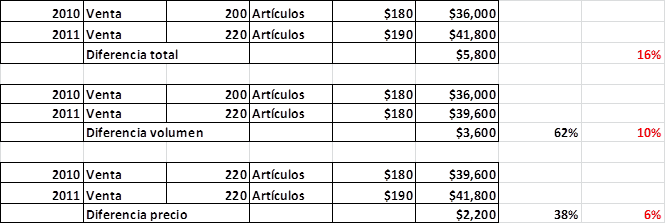 2010 Venta 200 Artículos $180 $36,000
2011 Venta 220 Artículos $190 $41,800
Diferencia total $5,800 16%
2010 Venta 200 Artículos $180 $36,000
2011 Venta 220 Artículos $180 $39,600
Diferencia volumen $3,600 62% 10%
2010 Venta 220 Artículos $180 $39,600
2011 Venta 220 Artículos $190 $41,800
Diferencia precio $2,200 38% 6%